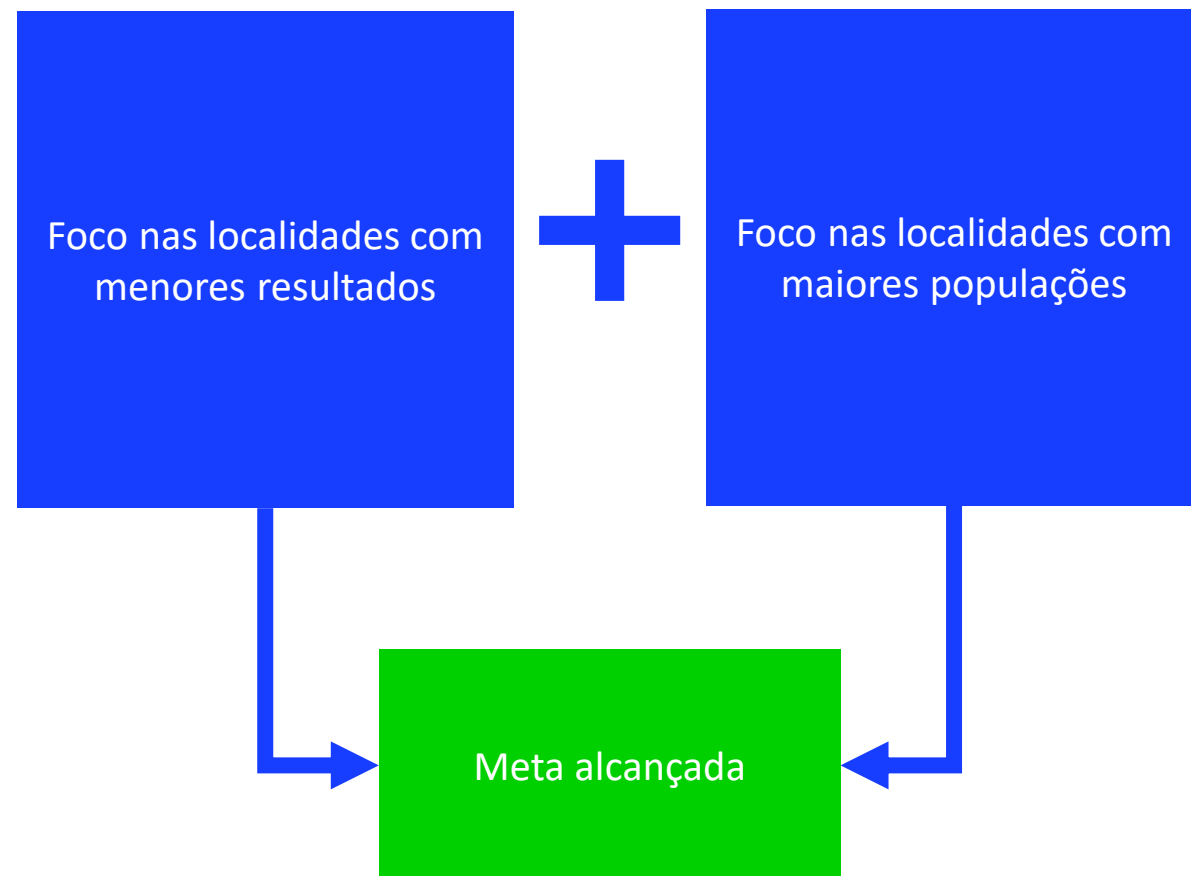 Foco nas localidades com
menores resultados
Foco nas localidades com
maiores populações
Meta alcançada